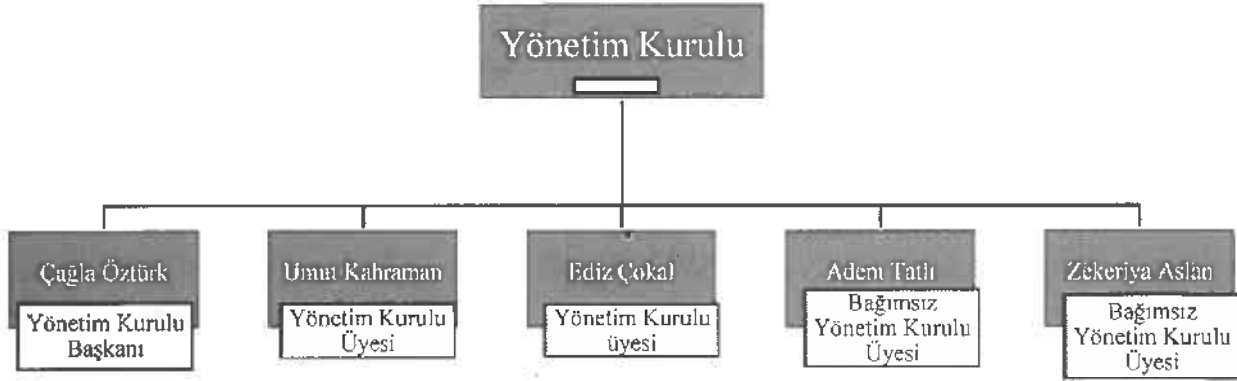 Yönetim Kurulu
Çağla Öztürk
Yönetim Kurulu
Başkanı
Umut Kahraman
Yönetim Kurulu
Üyesi
Ediz Çokal
Yönetim Kurulu
üyesi
Adem Tatlı
Bağımsız
Yönetim Kurulu
Üyesi
Zekeriya Aslan
Bağımsız
Yönetim Kurulu
Üyesi